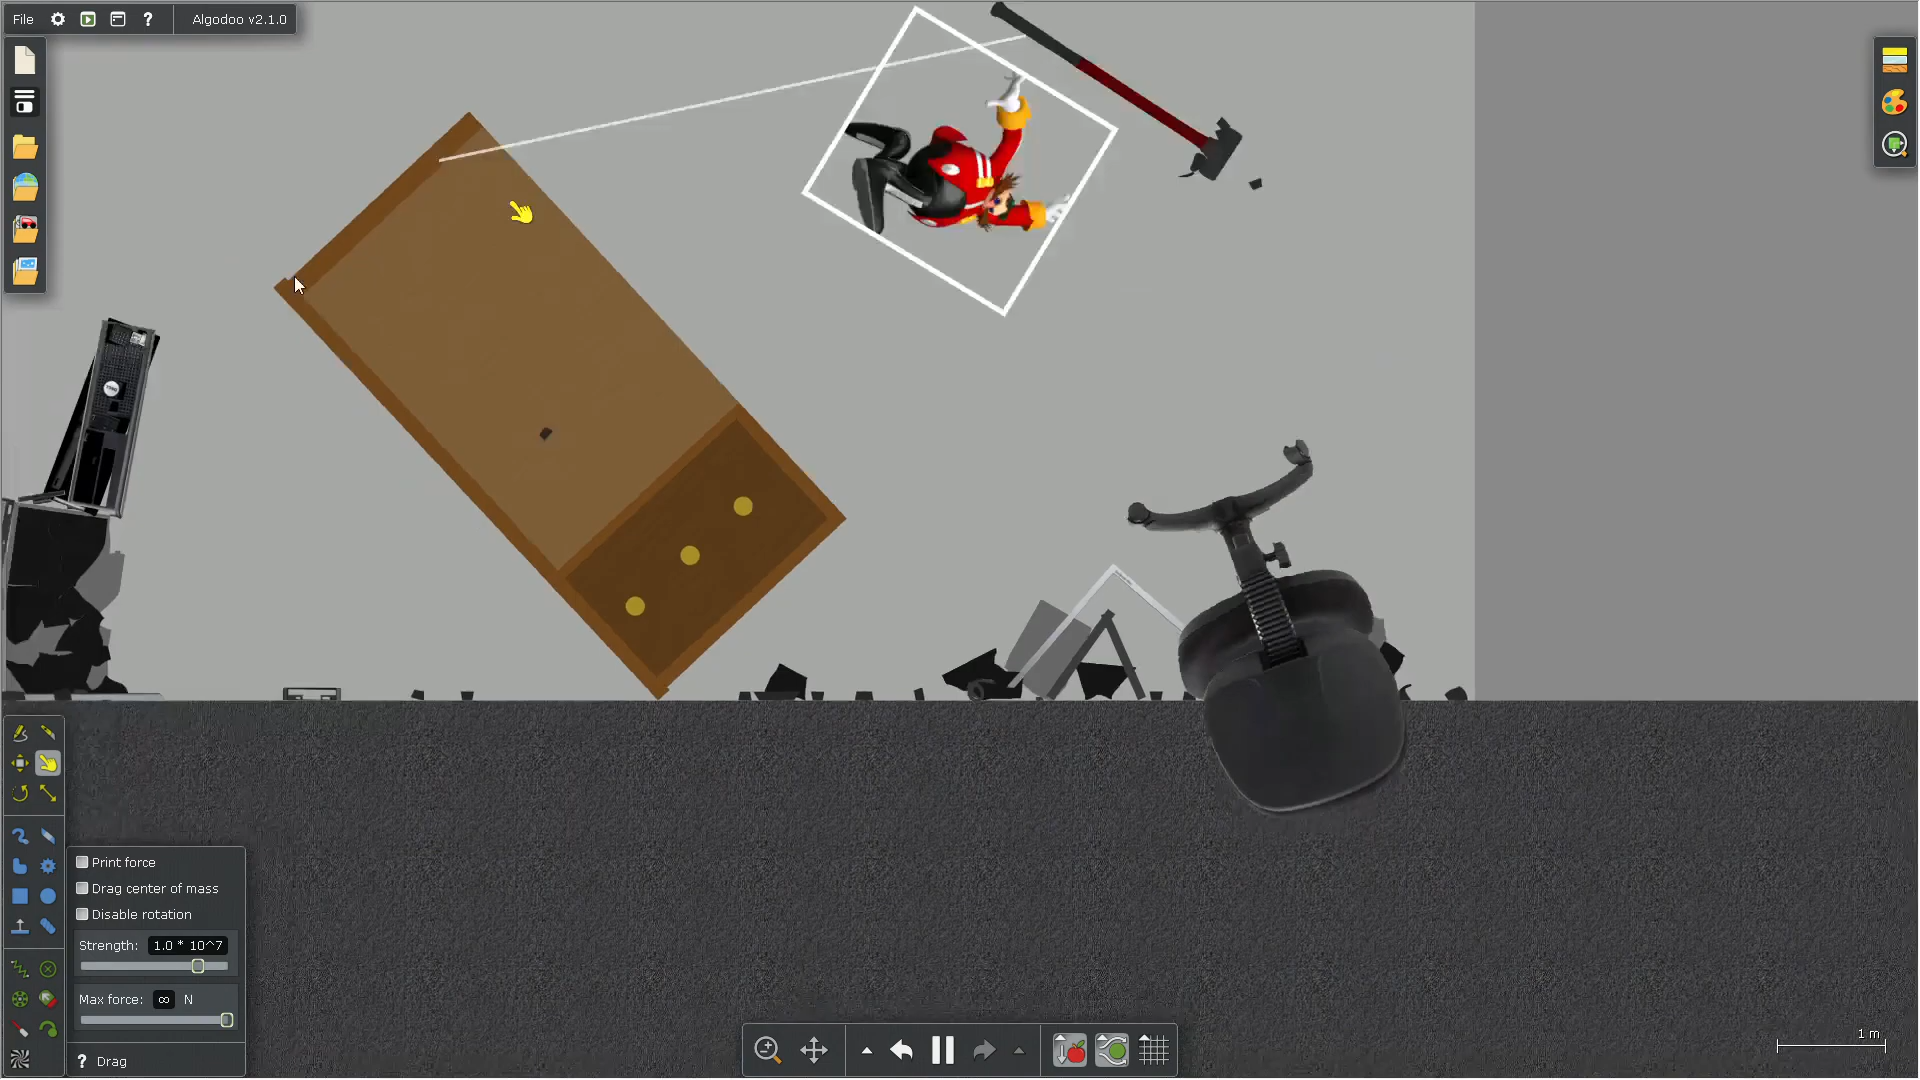 File ? Algodoo v2.1.0
Print force
Drag center of mass
Disable rotation
Strength: 1.0 * 10^7
Max force: ∞ N
? Drag
1 m